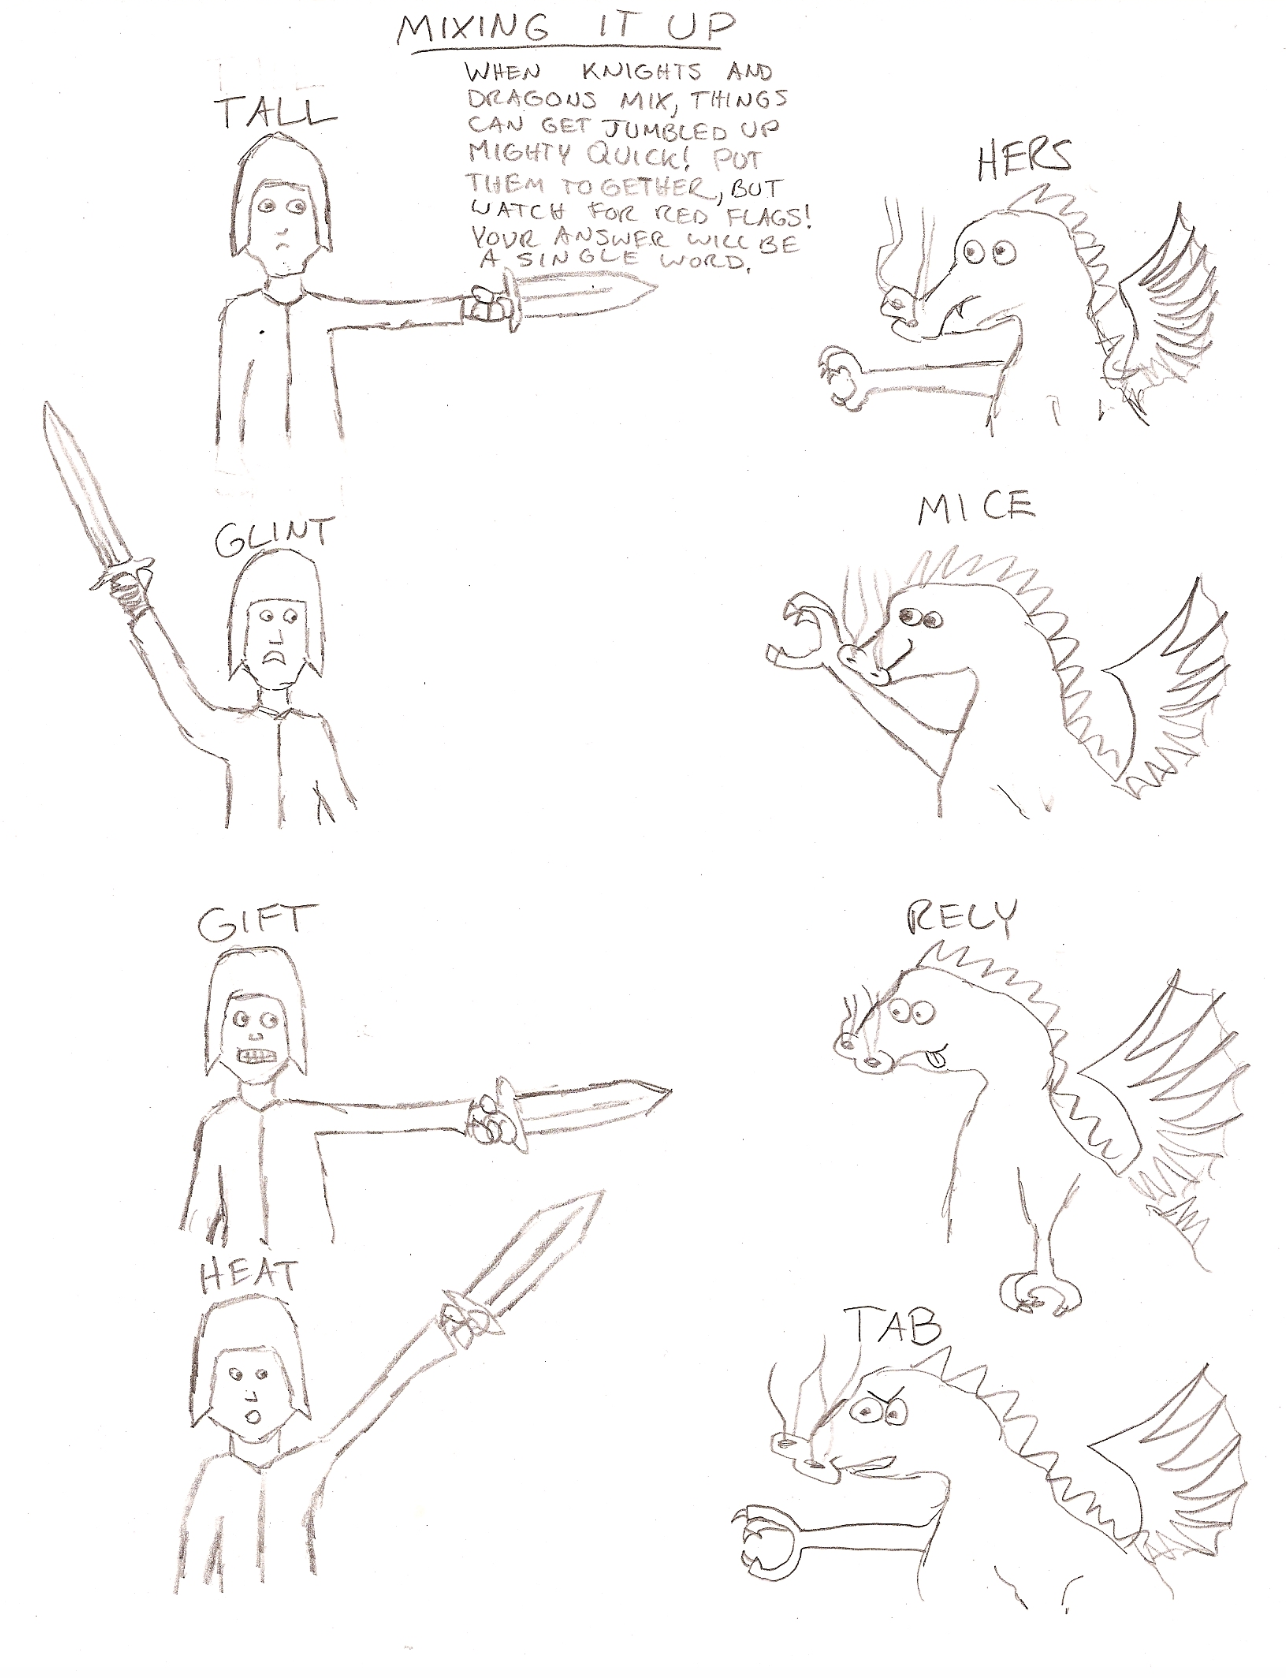 MIXING IT UP
WHEN KNIGHTS AND
DRAGONS MIX, THINGS
CAN GET JUMBLED UP
MIGHTY QUICK! PUT
THEM TOGETHER, BUT
WATCH FOR RED FLAGS!
YOUR ANSWER WILL BE
A SINGLE WORD.
TALL
HERS
GLINT
MICE
GIFT
RELY
HEAT
TAB